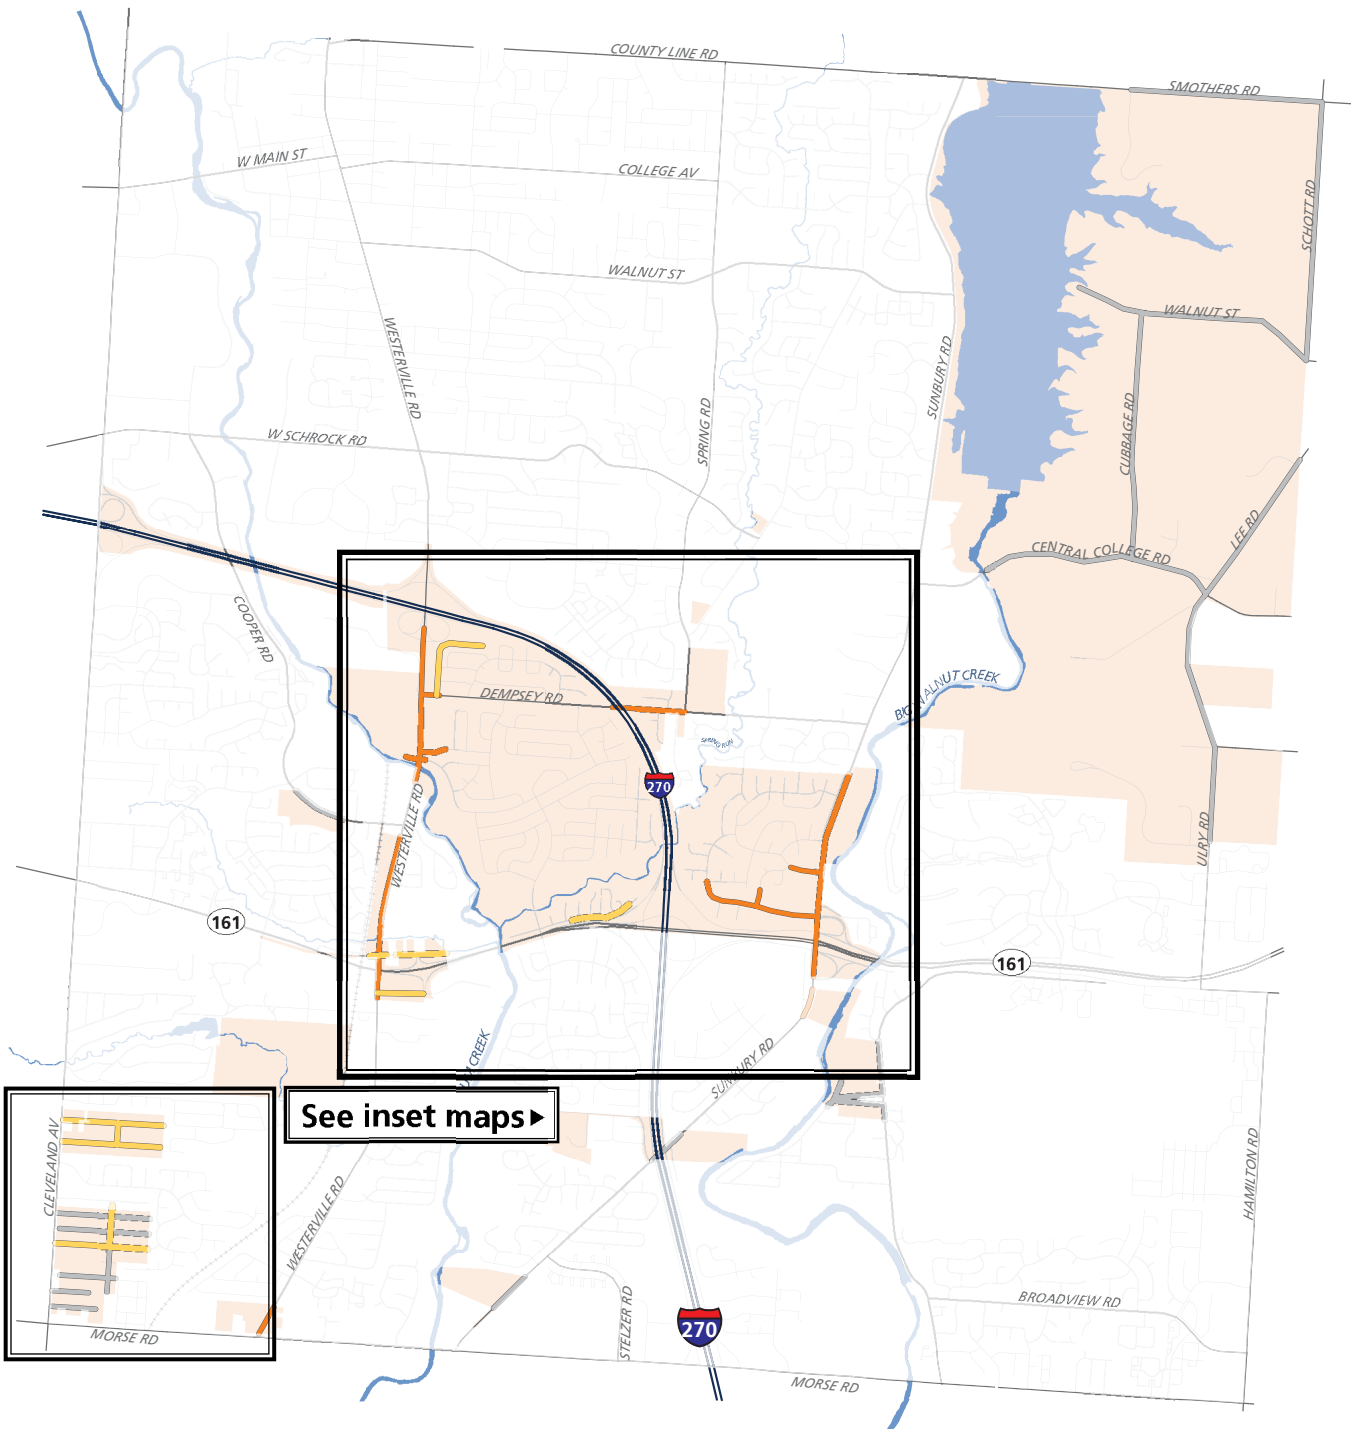 COUNTY LINE RD
SMOTHERS RD
W MAIN ST
COLLEGE AV
SCHOTT RD
WALNUT ST
WALNUT ST
WESTERVILLE RD
SUNBURY RD
SPRING RD
CUBBAGE RD
W SCHROCK RD
LEE RD
CENTRAL COLLEGE RD
COOPER RD
DEMPSEY RD
BIG WALNUT CREEK
SPRING RUN
270
WESTERVILLE RD
ULRY RD
161
161
SUNBURY RD
CREEK
See inset maps
CLEVELAND AV
HAMILTON RD
WESTERVILLE RD
BROADVIEW RD
STELZER RD
270
MORSE RD
MORSE RD